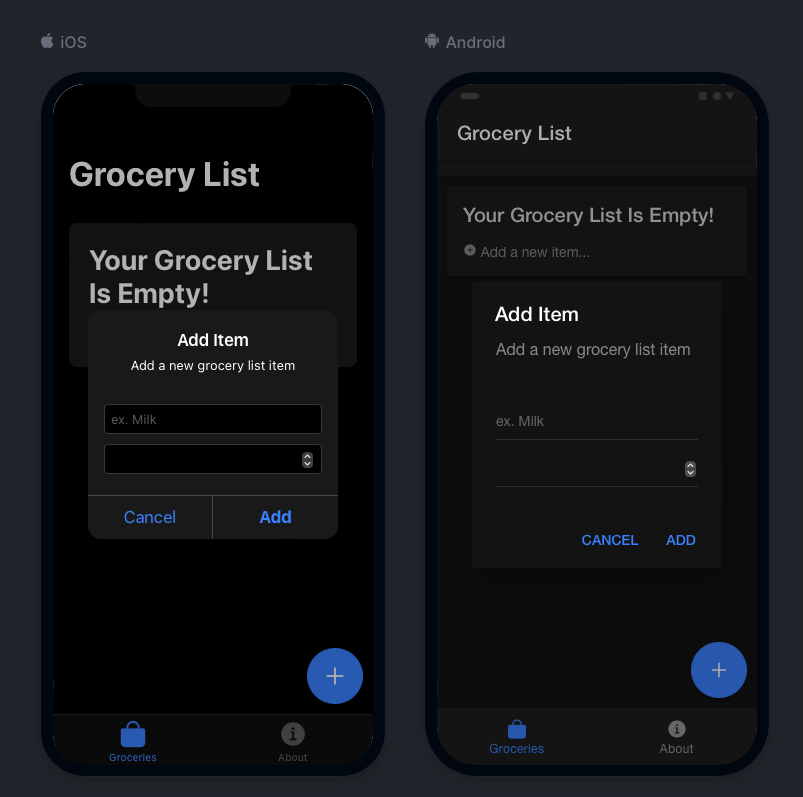 iOS
Grocery List
Your Grocery List
Is Empty!
Add Item
Add a new grocery list item
ex. Milk
Cancel
Add
Groceries
About
Android
Grocery List
Your Grocery List Is Empty!
Add a new item...
Add Item
Add a new grocery list item
ex. Milk
CANCEL
ADD
Groceries
About